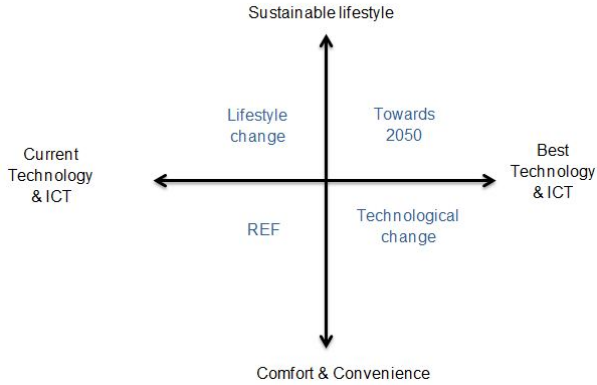 Sustainable lifestyle
Lifestyle
change
Towards
2050
Current
Technology
& ICT
Best
Technology
& ICT
REF
Technological
change
Comfort & Convenience